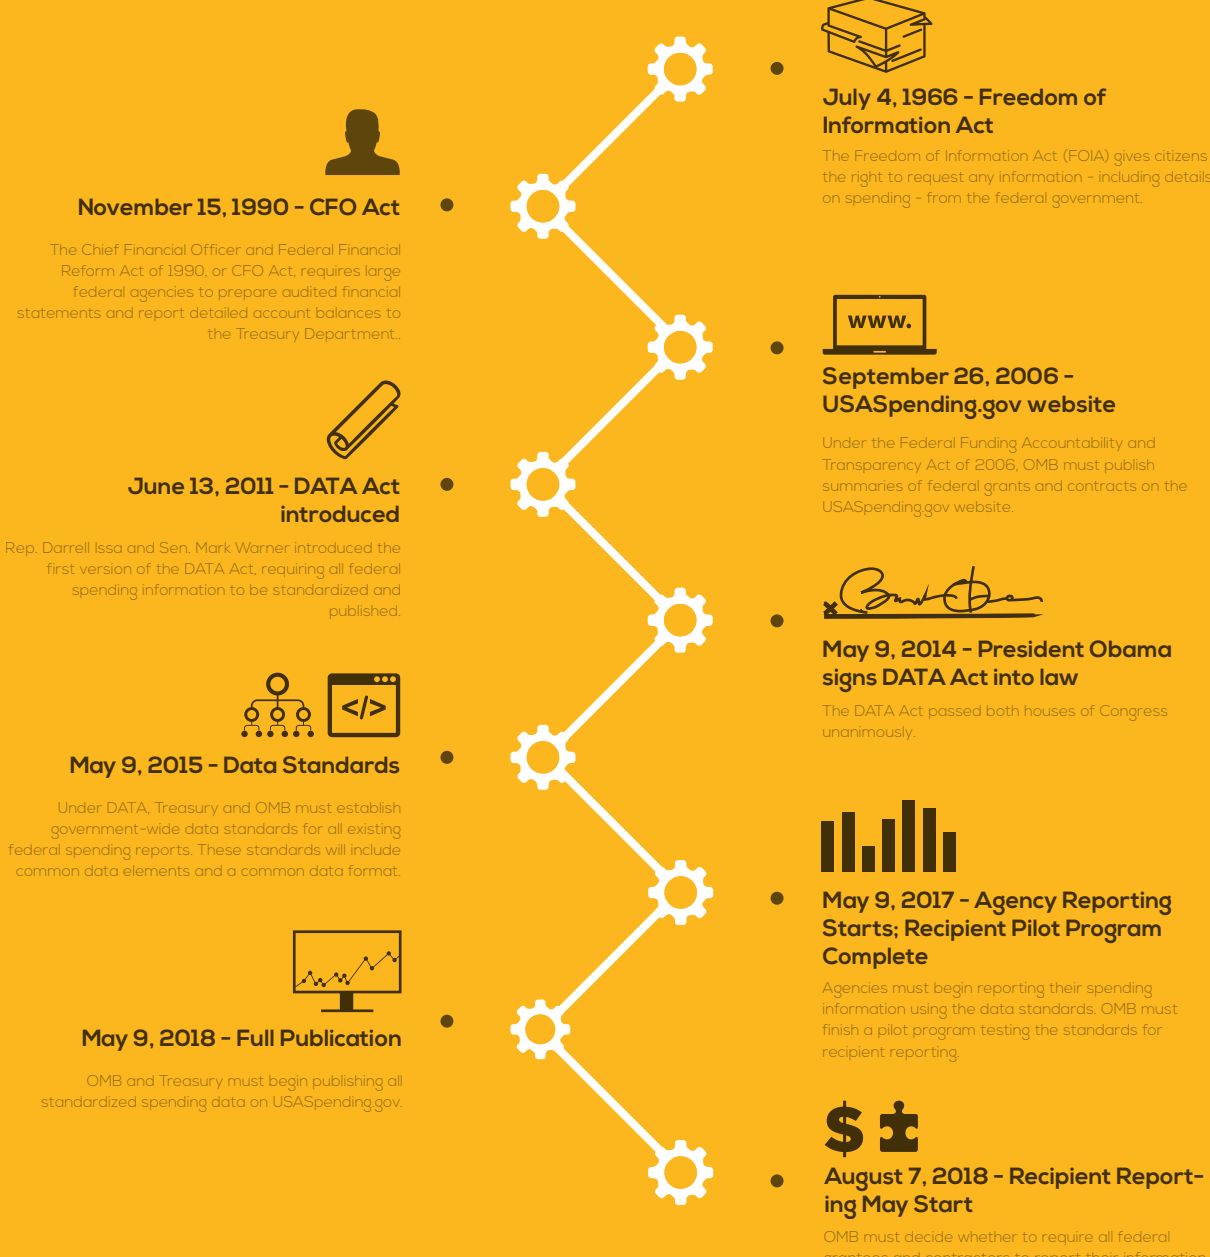 July 4, 1966 - Freedom of
Information Act
The Freedom of Information Act (FOIA) gives citizens
the right to request any information - including details
on spending - from the federal government.
November 15, 1990 - CFO Act
The Chief Financial Officer and Federal Financial
Reform Act of 1990, or CFO Act, requires large
federal agencies to prepare audited financial
statements and report detailed account balances to
the Treasury Department..
www.
September 26, 2006 -
USASpending.gov website
Under the Federal Funding Accountability and
Transparency Act of 2006, OMB must publish
summaries of federal grants and contracts on the
USASpending.gov website.
June 13, 2011 - DATA Act
introduced
Rep. Darrell Issa and Sen. Mark Warner introduced the
first version of the DATA Act, requiring all federal
spending information to be standardized and
published.
May 9, 2014 - President Obama
signs DATA Act into law
The DATA Act passed both houses of Congress
unanimously.
</>
May 9, 2015 - Data Standards
Under DATA, Treasury and OMB must establish
government-wide data standards for all existing
federal spending reports. These standards will include
common data elements and a common data format.
May 9, 2017 - Agency Reporting
Starts; Recipient Pilot Program
Complete
Agencies must begin reporting their spending
information using the data standards. OMB must
finish a pilot program testing the standards for
recipient reporting.
May 9, 2018 - Full Publication
OMB and Treasury must begin publishing all
standardized spending data on USASpending.gov.
$
August 7, 2018 - Recipient Report-
ing May Start
OMB must decide whether to require all federal
grantees and contractors to report their information